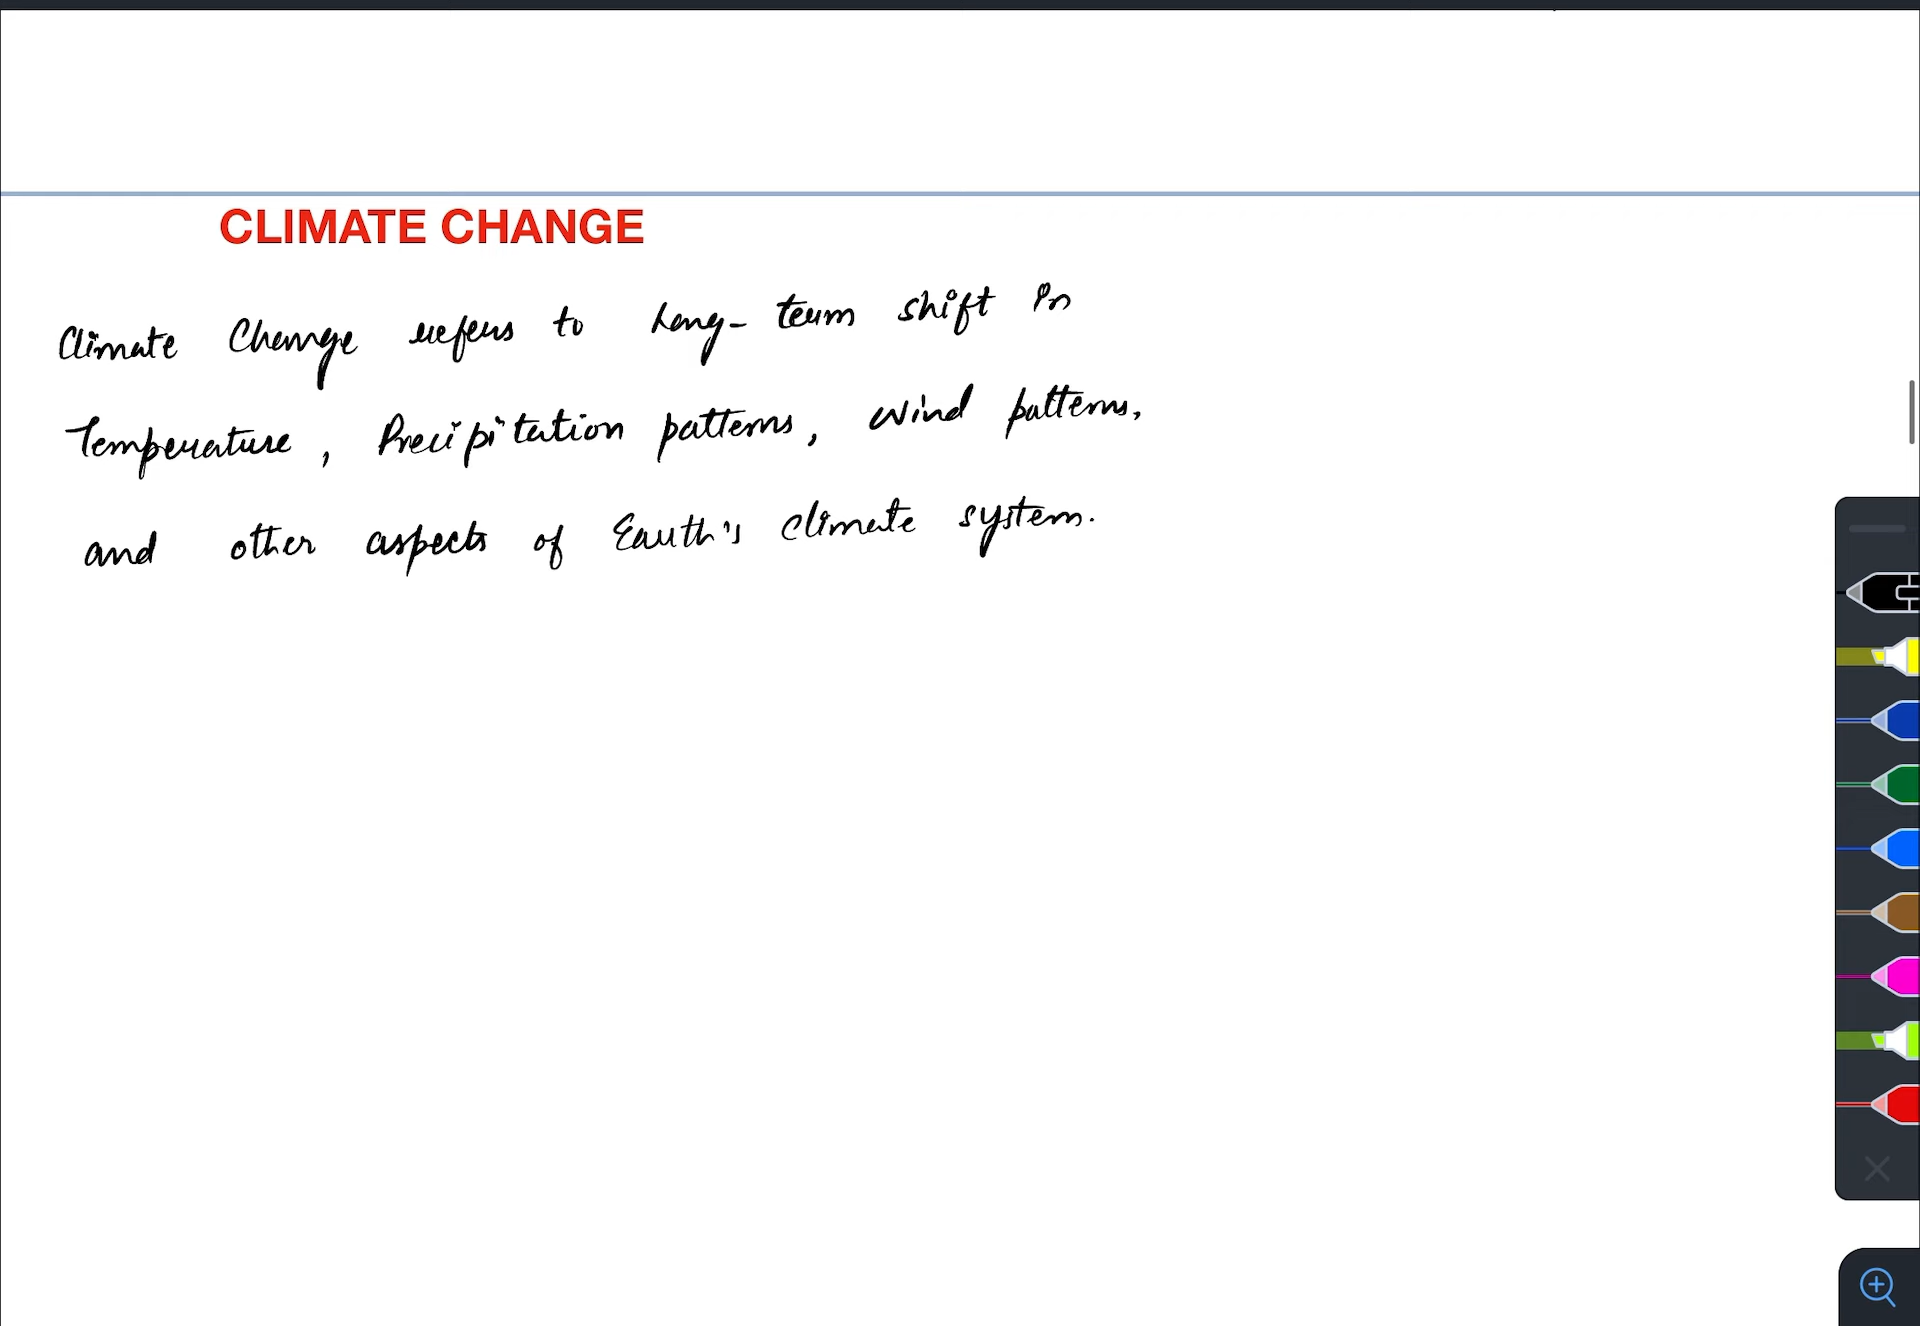 CLIMATE CHANGE
Climate Change refers to Long-term shift in
Temperature, Precipitation patterns, wind patterns,
and other aspects of Earth's climate system.